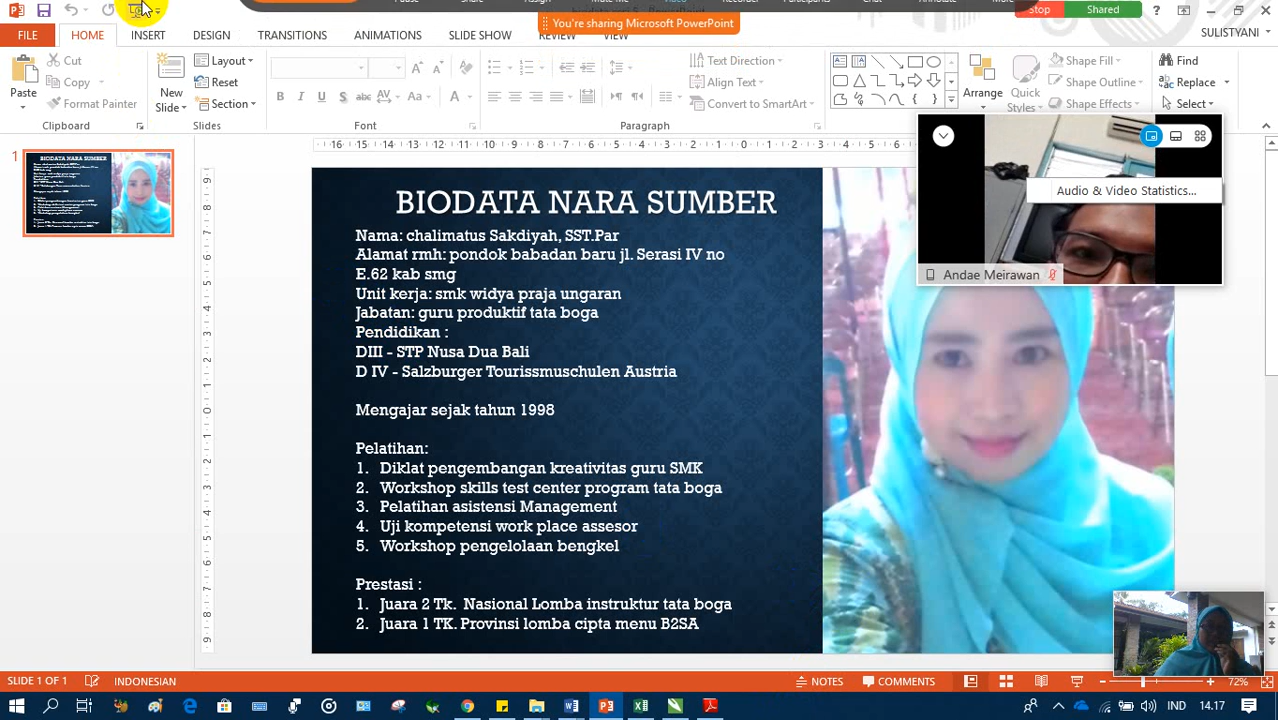 You're sharing Microsoft PowerPoint
Stop
Shared
SULISTYANI
FILE
HOME
INSERT
DESIGN
TRANSITIONS
ANIMATIONS
SLIDE SHOW
REVIEW
VIEW
Paste
Cut
Copy
Format Painter
New
Slide
Layout
Reset
Section
Text Direction
Align Text
Convert to SmartArt
Arrange
Quick
Styles
Shape Fill
Shape Outline
Shape Effects
Find
Replace
Select
Clipboard
Slides
Font
Paragraph
Audio & Video Statistics...
Andae Meirawan
1
BIODATA NARA SUMBER
Nama: chalimatus Sakdiyah, SST.Par
Alamat rmh: pondok babadan baru jl. Serasi IV no
E.62 kab smg
Unit kerja: smk widya praja ungaran
Jabatan: guru produktif tata boga
Pendidikan :
DIII - STP Nusa Dua Bali
D IV - Salzburger Tourissmuschulen Austria
Mengajar sejak tahun 1998
Pelatihan:
1. Diklat pengembangan kreativitas guru SMK
2. Workshop skills test center program tata boga
3. Pelatihan asistensi Management
4. Uji kompetensi work place assesor
5. Workshop pengelolaan bengkel
Prestasi :
1. Juara 2 Tk. Nasional Lomba instruktur tata boga
2. Juara 1 TK. Provinsi lomba cipta menu B2SA
SLIDE 1 OF 1
INDONESIAN
NOTES
COMMENTS
72%
IND
14.17